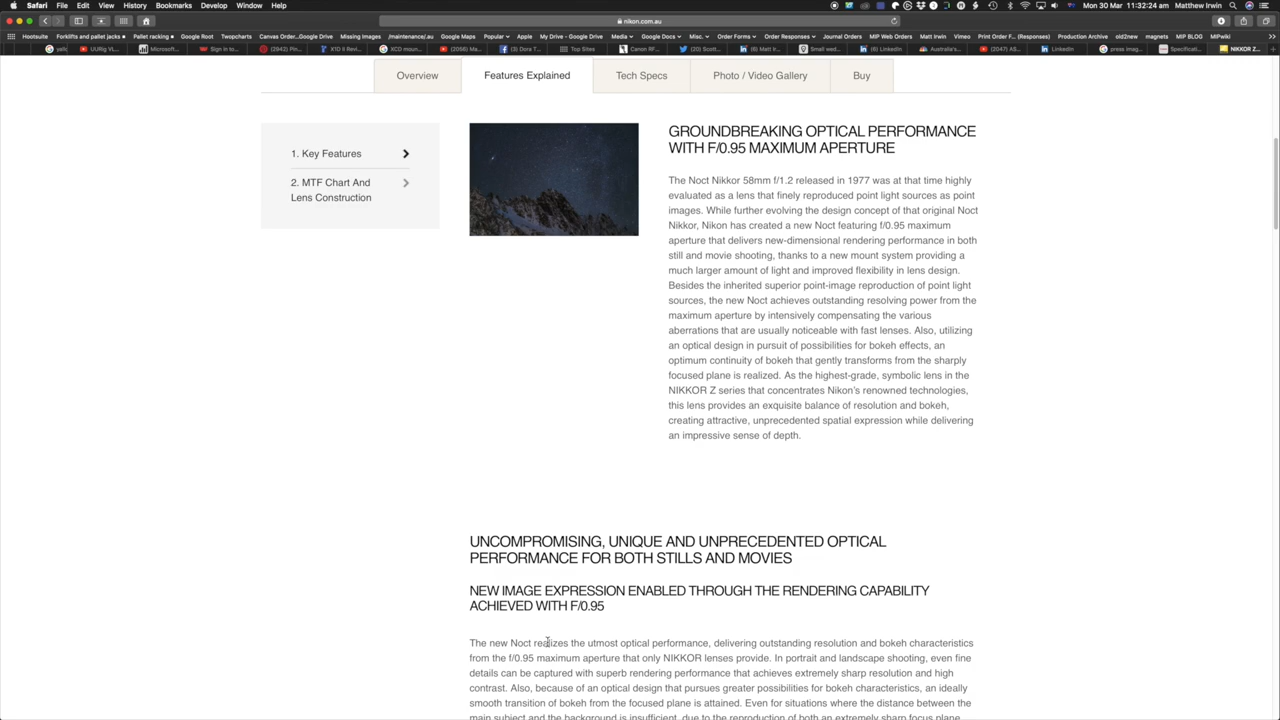 Safari File Edit View History Bookmarks Develop Window Help
Mon 30 Mar 11:32:24 am Matthew Irwin
nikon.com.au
Hootsuite Forklifts and pallet jacks Pallet racking Google Root Twopcharts Canvas Order...Google Drive Missing Images /maintenance/.au Google Maps Popular Apple My Drive - Google Drive Media Google Docs Misc. Order Forms Order Responses Journal Orders MIP Web Orders Matt Irwin Vimeo Print Order F... (Responses) Production Archive old2new magnets MIP BLOG MIPwiki
UURig VL... Microsoft... Sign in to... (2942) Pin... X1D II Revi... XCD mou... (2056) Ma... (3) Dora T... Top Sites Canon RF... (20) Scott... (2) Matt Ir... Small wed... (6) LinkedIn Australia's... (2047) AS... LinkedIn press imag... Specificati... NIKKOR Z...
Overview Features Explained Tech Specs Photo / Video Gallery Buy
1. Key Features
2. MTF Chart And
Lens Construction
GROUNDBREAKING OPTICAL PERFORMANCE
WITH F/0.95 MAXIMUM APERTURE
The Noct Nikkor 58mm f/1.2 released in 1977 was at that time highly
evaluated as a lens that finely reproduced point light sources as point
images. While further evolving the design concept of that original Noct
Nikkor, Nikon has created a new Noct featuring f/0.95 maximum
aperture that delivers new-dimensional rendering performance in both
still and movie shooting, thanks to a new mount system providing a
much larger amount of light and improved flexibility in lens design.
Besides the inherited superior point-image reproduction of point light
sources, the new Noct achieves outstanding resolving power from the
maximum aperture by intensively compensating the various
aberrations that are usually noticeable with fast lenses. Also, utilizing
an optical design in pursuit of possibilities for bokeh effects, an
optimum continuity of bokeh that gently transforms from the sharply
focused plane is realized. As the highest-grade, symbolic lens in the
NIKKOR Z series that concentrates Nikon's renowned technologies,
this lens provides an exquisite balance of resolution and bokeh,
creating attractive, unprecedented spatial expression while delivering
an impressive sense of depth.
UNCOMPROMISING, UNIQUE AND UNPRECEDENTED OPTICAL
PERFORMANCE FOR BOTH STILLS AND MOVIES
NEW IMAGE EXPRESSION ENABLED THROUGH THE RENDERING CAPABILITY
ACHIEVED WITH F/0.95
The new Noct realizes the utmost optical performance, delivering outstanding resolution and bokeh characteristics
from the f/0.95 maximum aperture that only NIKKOR lenses provide. In portrait and landscape shooting, even fine
details can be captured with superb rendering performance that achieves extremely sharp resolution and high
contrast. Also, because of an optical design that pursues greater possibilities for bokeh characteristics, an ideally
smooth transition of bokeh from the focused plane is attained. Even for situations where the distance between the
main subject and the background is insufficient, due to the reproduction of both an extremely sharp focus plane